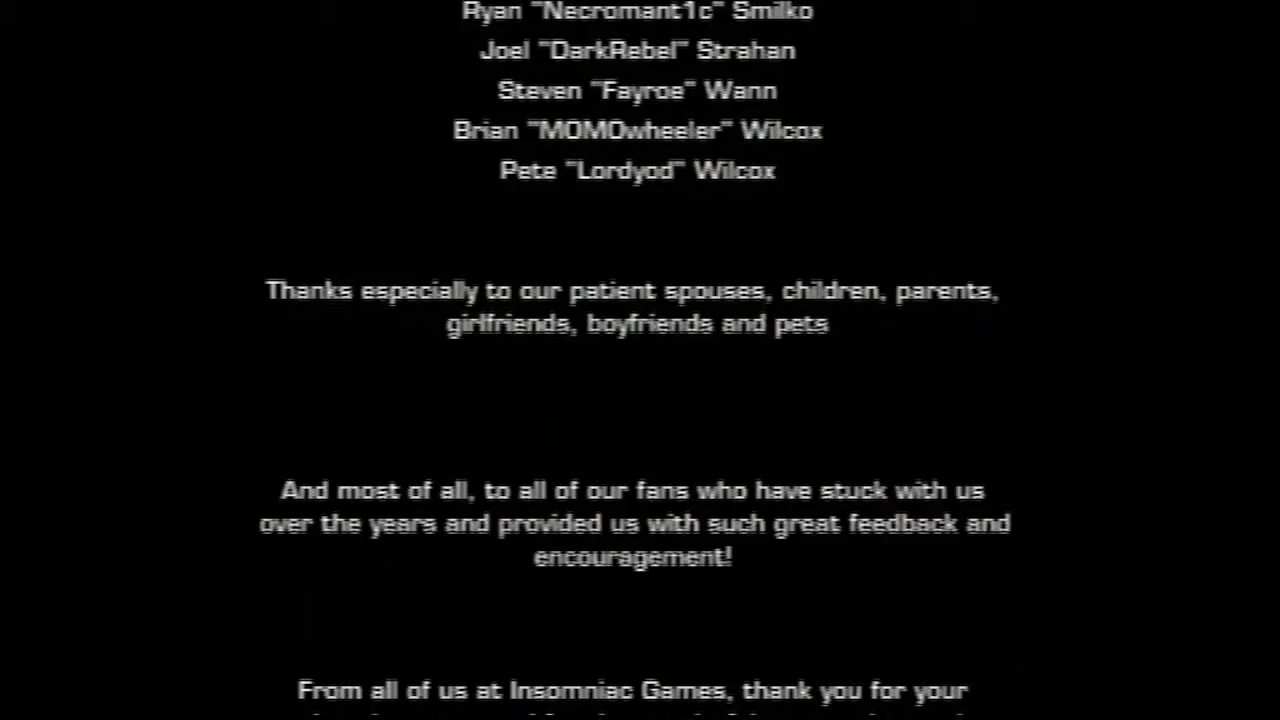 Ryan "Necromant1c" Smilko
Joel "DarkRebel" Strahan
Steven "Fayroe" Wann
Brian "MOMOwheeler" Wilcox
Pete "Lordyod" Wilcox
Thanks especially to our patient spouses, children, parents,
girlfriends, boyfriends and pets
And most of all, to all of our fans who have stuck with us
over the years and provided us with such great feedback and
encouragement!
From all of us at Insomniac Games, thank you for your